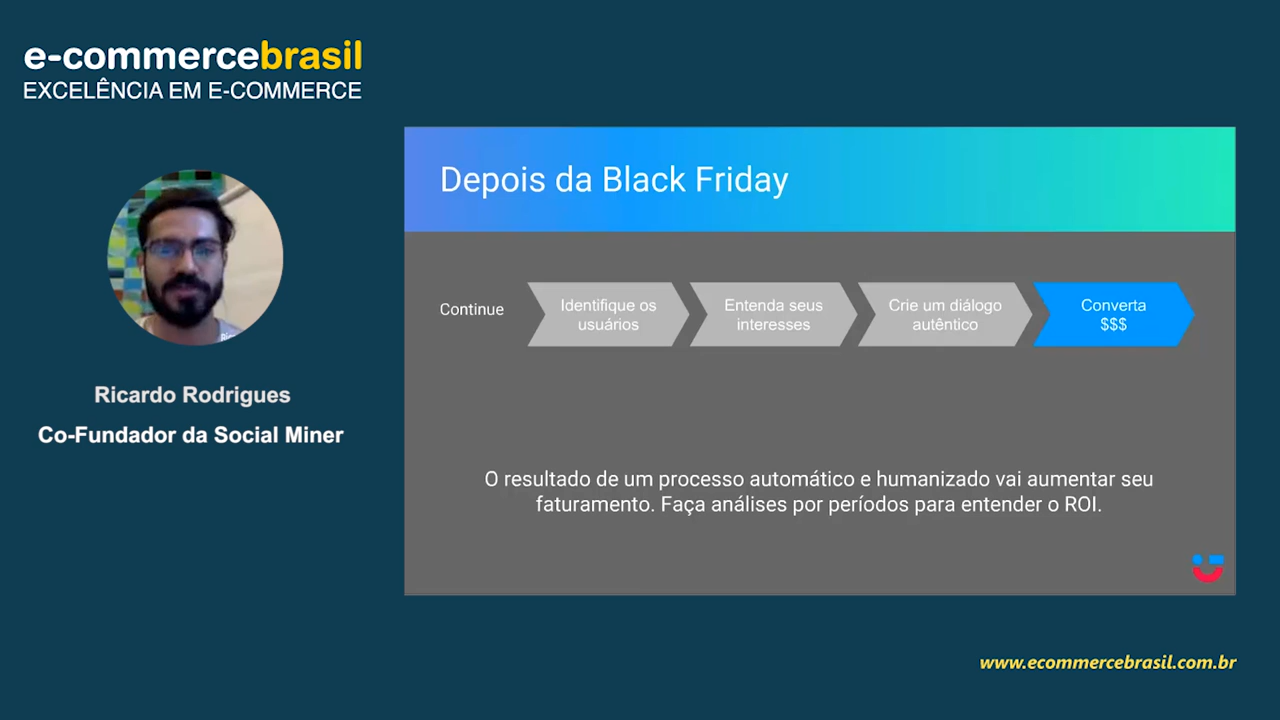 e-commercebrasil
EXCELÊNCIA EM E-COMMERCE
Ricardo Rodrigues
Co-Fundador da Social Miner
Depois da Black Friday
Continue
Identifique os
usuários
Entenda seus
interesses
Crie um diálogo
autêntico
Converta
$$$
O resultado de um processo automático e humanizado vai aumentar seu
faturamento. Faça análises por períodos para entender o ROI.
www.ecommercebrasil.com.br